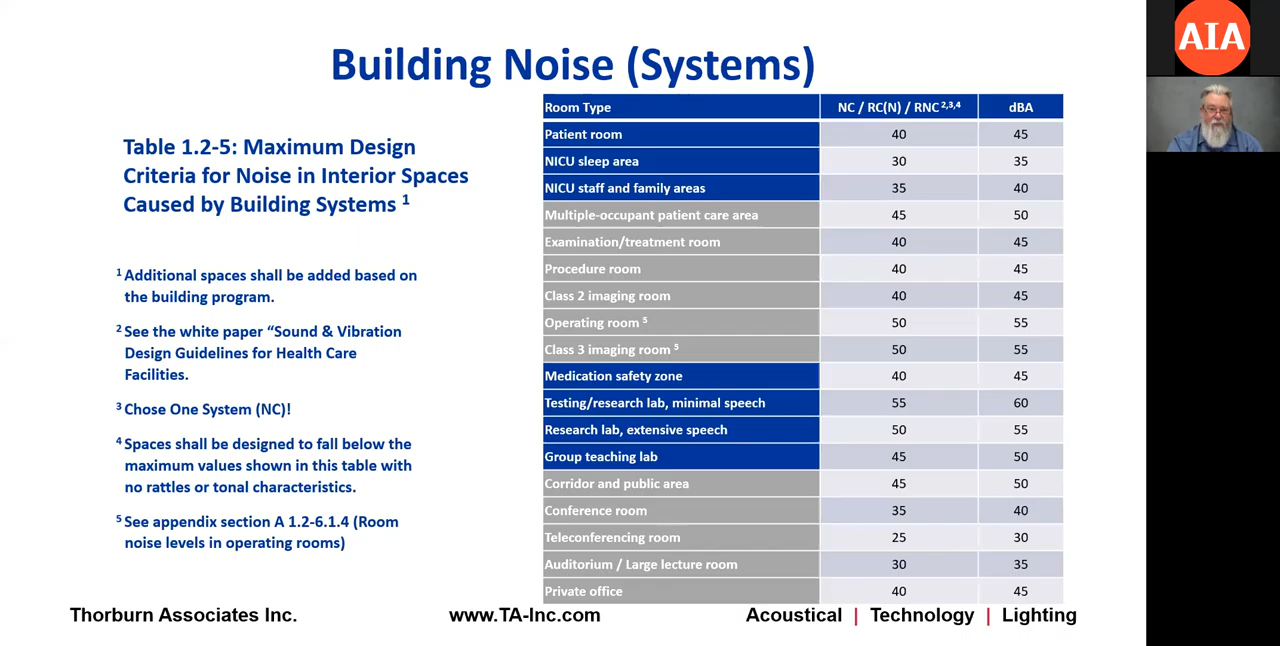 Building Noise (Systems)
AIA
Table 1.2-5: Maximum Design
Criteria for Noise in Interior Spaces
Caused by Building Systems 1
1 Additional spaces shall be added based on
the building program.
2 See the white paper “Sound & Vibration
Design Guidelines for Health Care
Facilities.
3 Chose One System (NC)!
4 Spaces shall be designed to fall below the
maximum values shown in this table with
no rattles or tonal characteristics.
5 See appendix section A 1.2-6.1.4 (Room
noise levels in operating rooms)
Room Type NC / RC(N) / RNC 2,3,4 dBA
Patient room 40 45
NICU sleep area 30 35
NICU staff and family areas 35 40
Multiple-occupant patient care area 45 50
Examination/treatment room 40 45
Procedure room 40 45
Class 2 imaging room 40 45
Operating room 5 50 55
Class 3 imaging room 5 50 55
Medication safety zone 40 45
Testing/research lab, minimal speech 55 60
Research lab, extensive speech 50 55
Group teaching lab 45 50
Corridor and public area 45 50
Conference room 35 40
Teleconferencing room 25 30
Auditorium / Large lecture room 30 35
Private office 40 45
Thorburn Associates Inc. www.TA-Inc.com Acoustical | Technology | Lighting